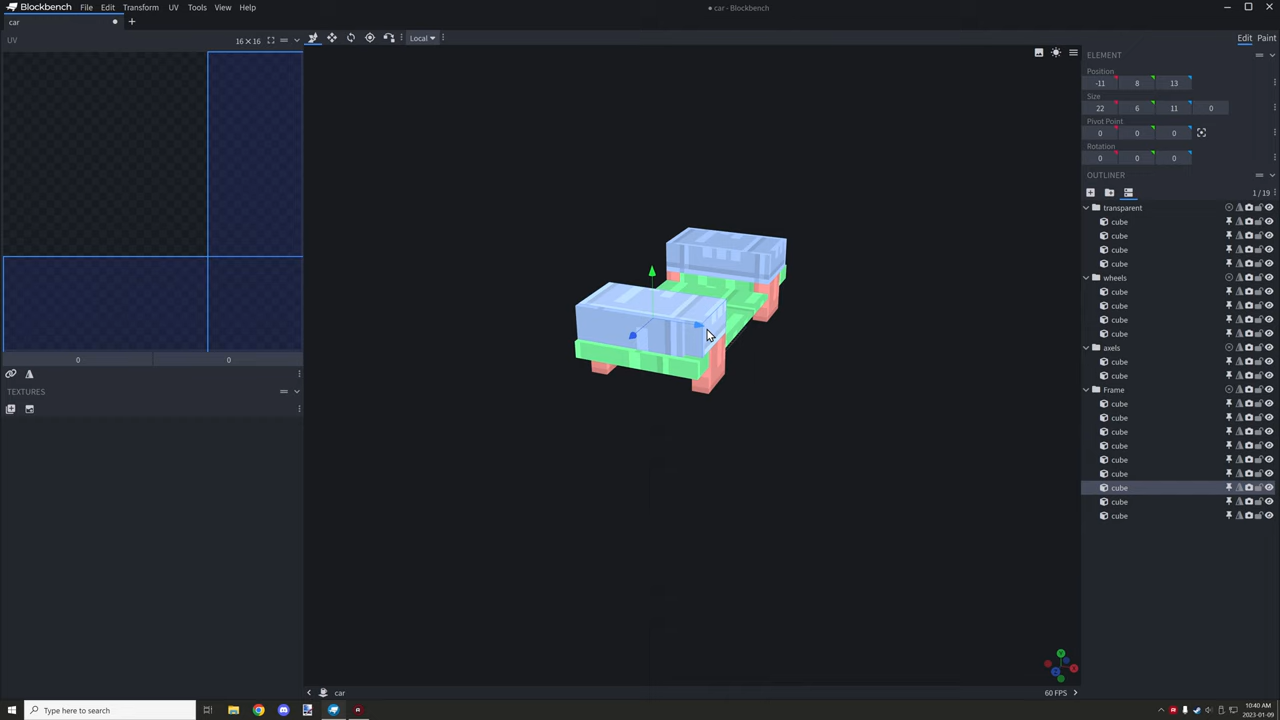 Blockbench File Edit Transform UV Tools View Help
• car - Blockbench
car
UV
16 × 16
Local
Edit Paint
ELEMENT
Position
-11 8 13
Size
22 6 11 0
Pivot Point
0 0 0
Rotation
0 0 0
OUTLINER
1 / 19
transparent
cube
cube
cube
cube
wheels
cube
cube
cube
cube
axels
cube
cube
Frame
cube
cube
cube
cube
cube
cube
cube
cube
cube
0 0
TEXTURES
car
60 FPS
Type here to search
10:40 AM
2023-01-09